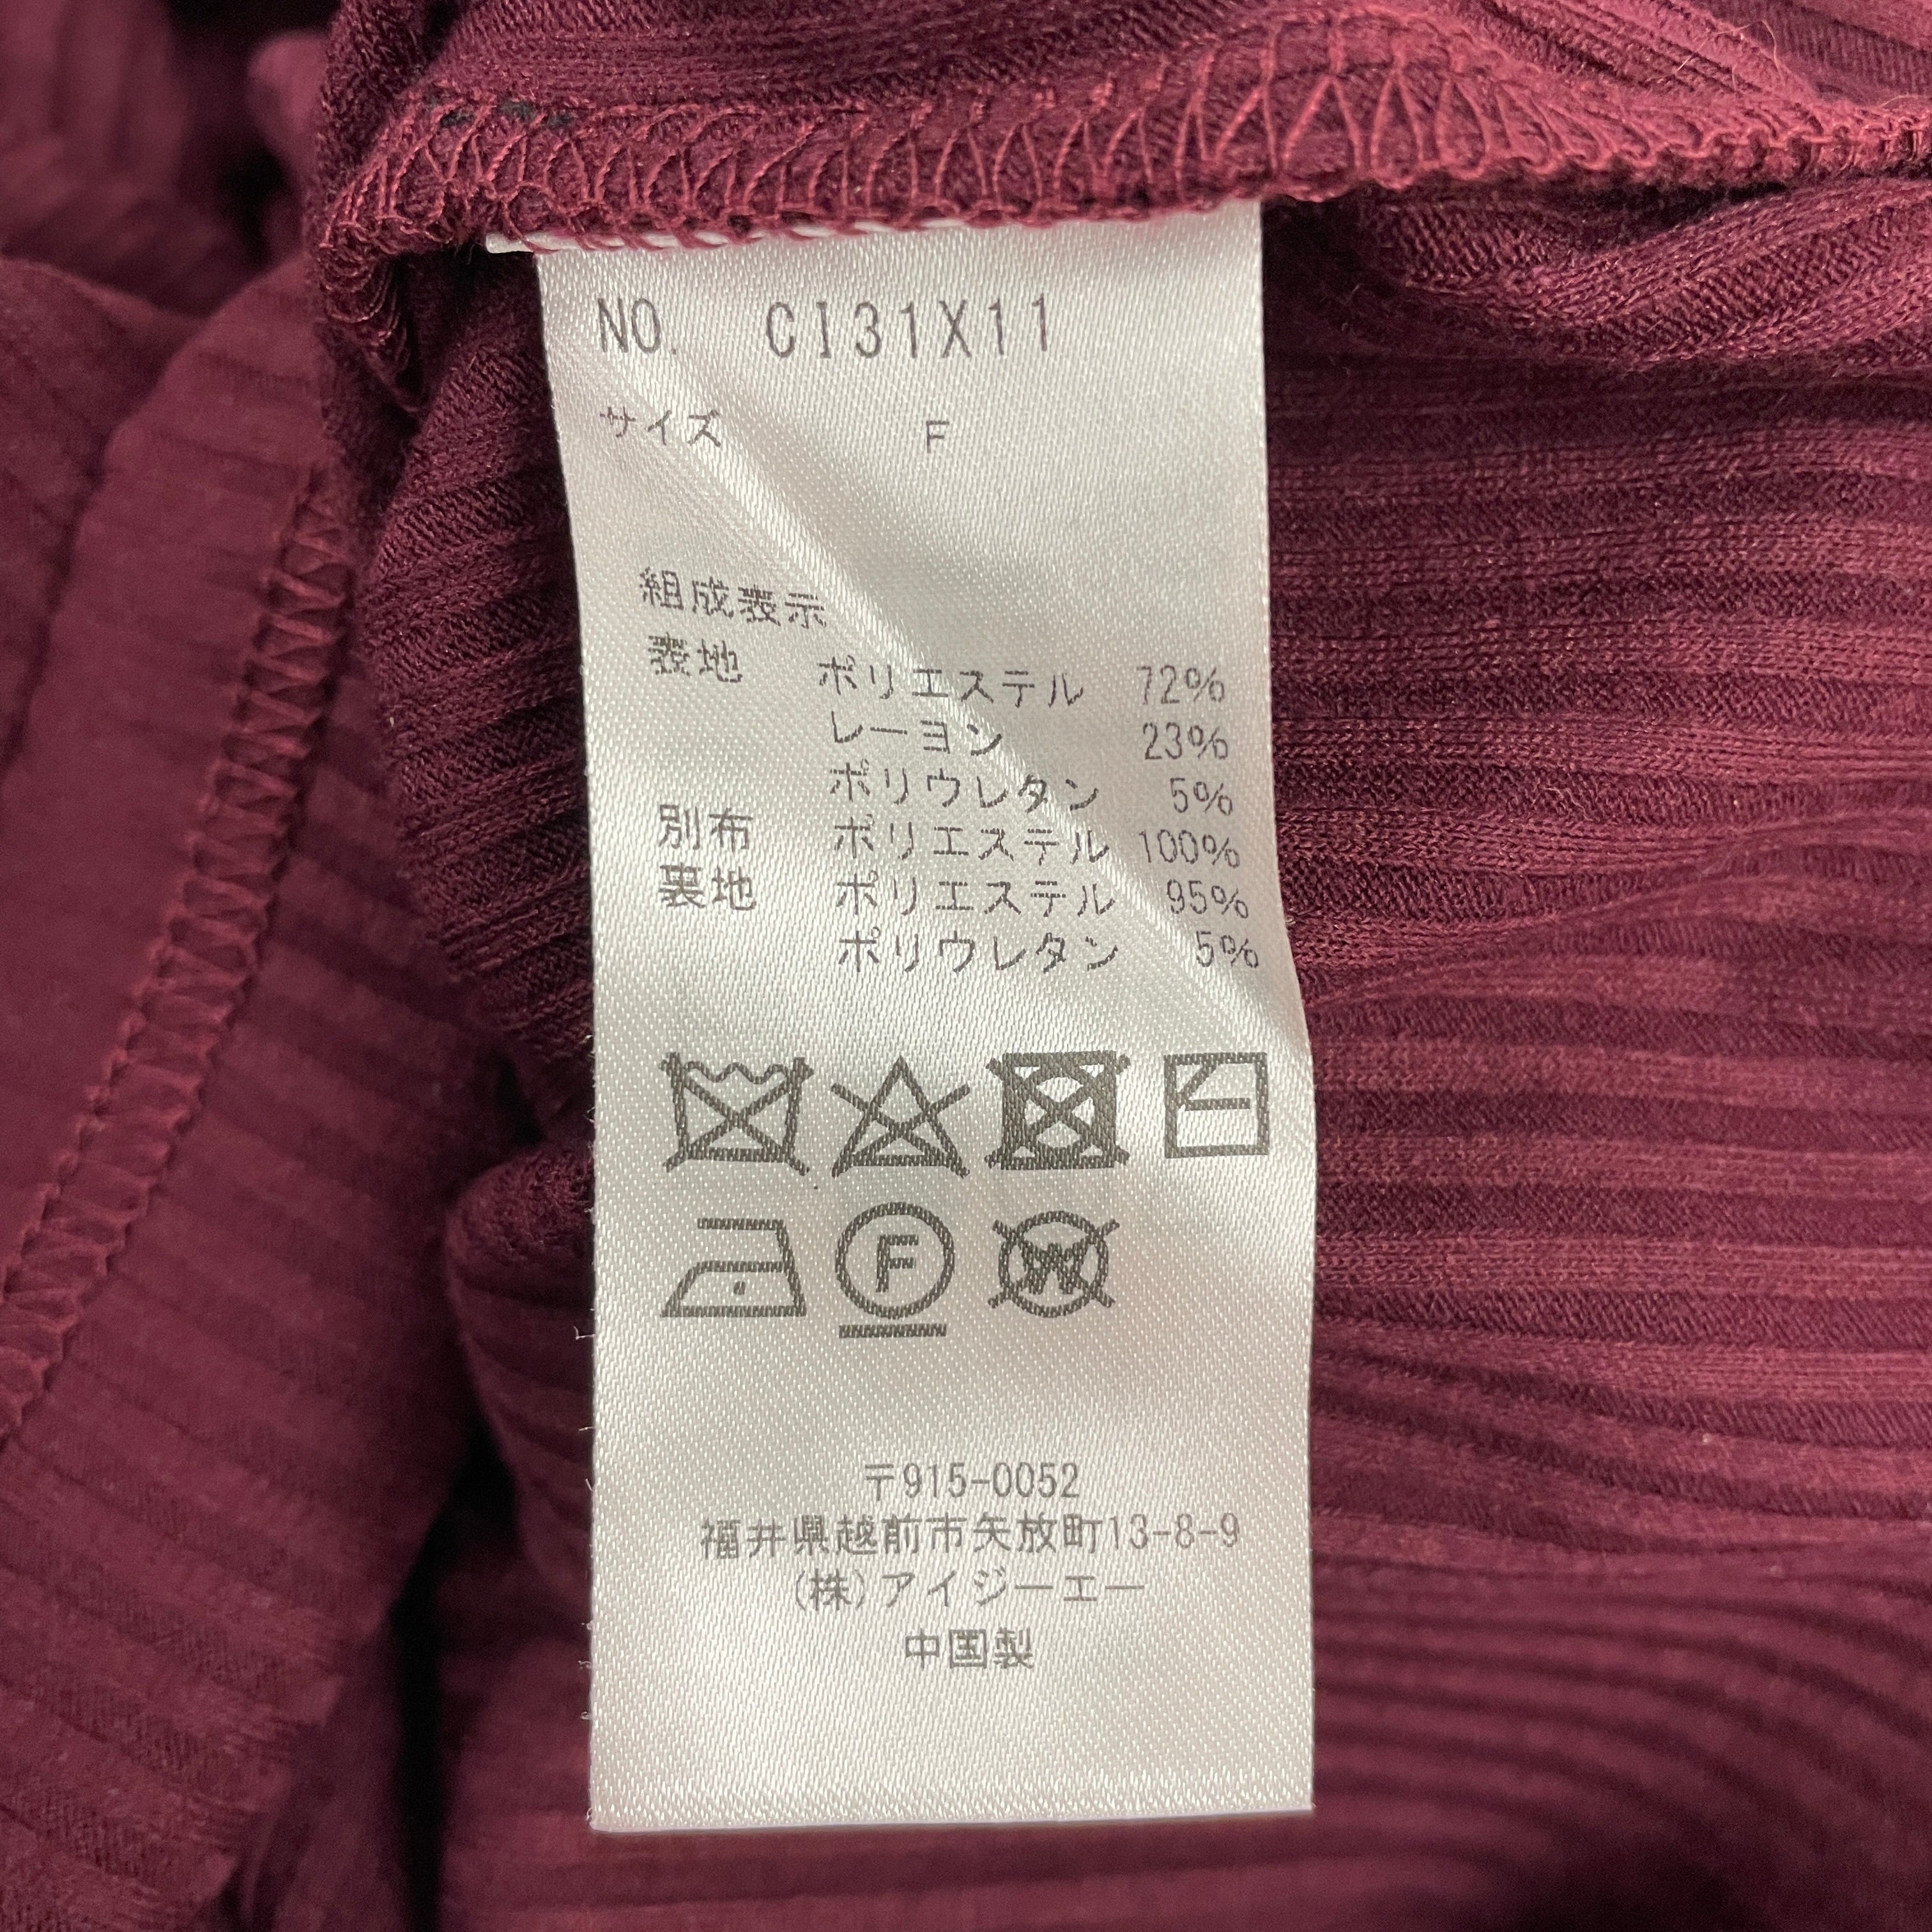 NO. CI31X11
サイズ F
組成表示
表地 ポリエステル 72%
レーヨン 23%
ポリウレタン 5%
別布 ポリエステル 100%
裏地 ポリエステル 95%
ポリウレタン 5%
F W
〒915-0052
福井県越前市矢放町13-8-9
(株)アイジーエー
中国製